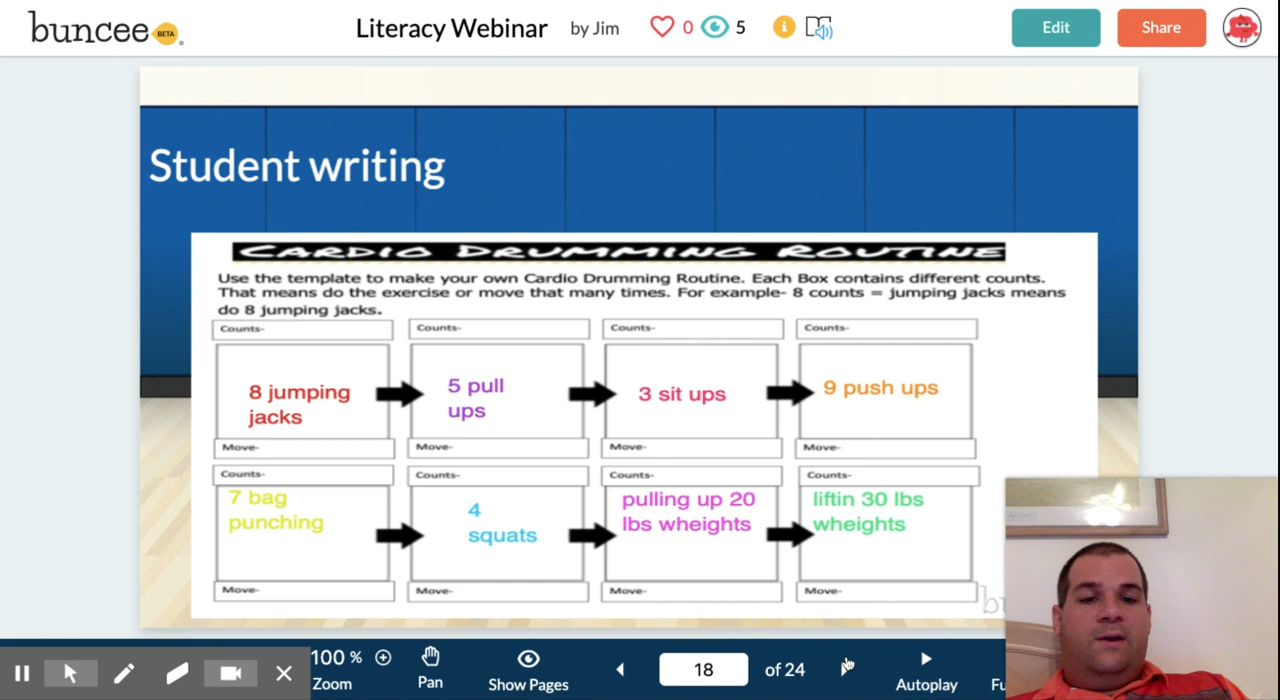 buncee BETA
Literacy Webinar by Jim 0 5 Edit Share
Student writing
CARDIO DRUMMING ROUTINE
Use the template to make your own Cardio Drumming Routine. Each Box contains different counts.
That means do the exercise or move that many times. For example- 8 counts = jumping jacks means
do 8 jumping jacks.
Counts- Counts- Counts- Counts-
8 jumping
jacks
5 pull
ups
3 sit ups
9 push ups
Move- Move- Move- Move-
Counts- Counts- Counts- Counts-
7 bag
punching
4
squats
pulling up 20
lbs wheights
liftin 30 lbs
wheights
Move- Move- Move- Move-
100 %
Zoom
Pan
Show Pages
18 of 24
Autoplay